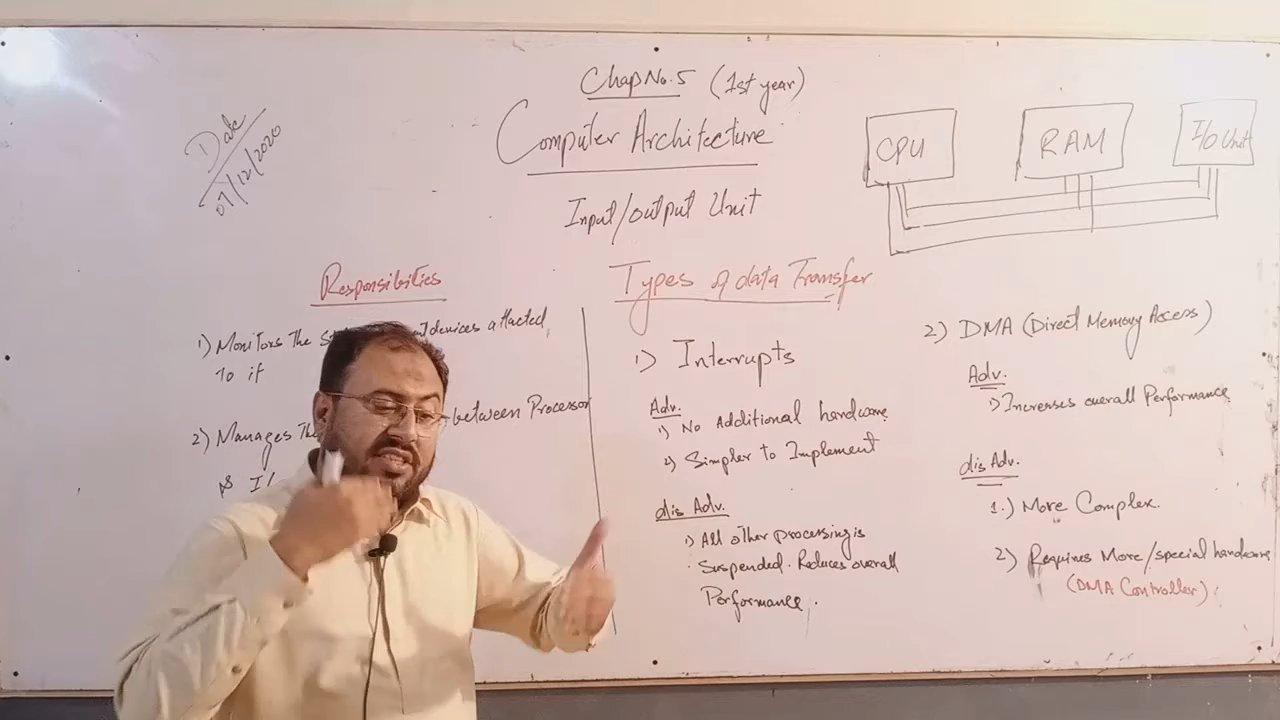 Chap No. 5 (1st year)
Computer Architecture
Input/output Unit
Date
07/12/2020
CPU
RAM
I/O Unit
Responsibities
1) Monitors The devices attacted
To if
2) Manages The between Processor
& I/
Types of data Transfer
1) Interrupts
Adv.
1) No Additional hardware
2) Simpler to Implement
dis Adv.
1) All other processing is
suspended. Reduces overall
Performance.
2) DMA (Direct Memory Access)
Adv.
1) Increases overall Performance
dis Adv.
1.) More Complex.
2) Requires More/special hardware
(DMA Controller)